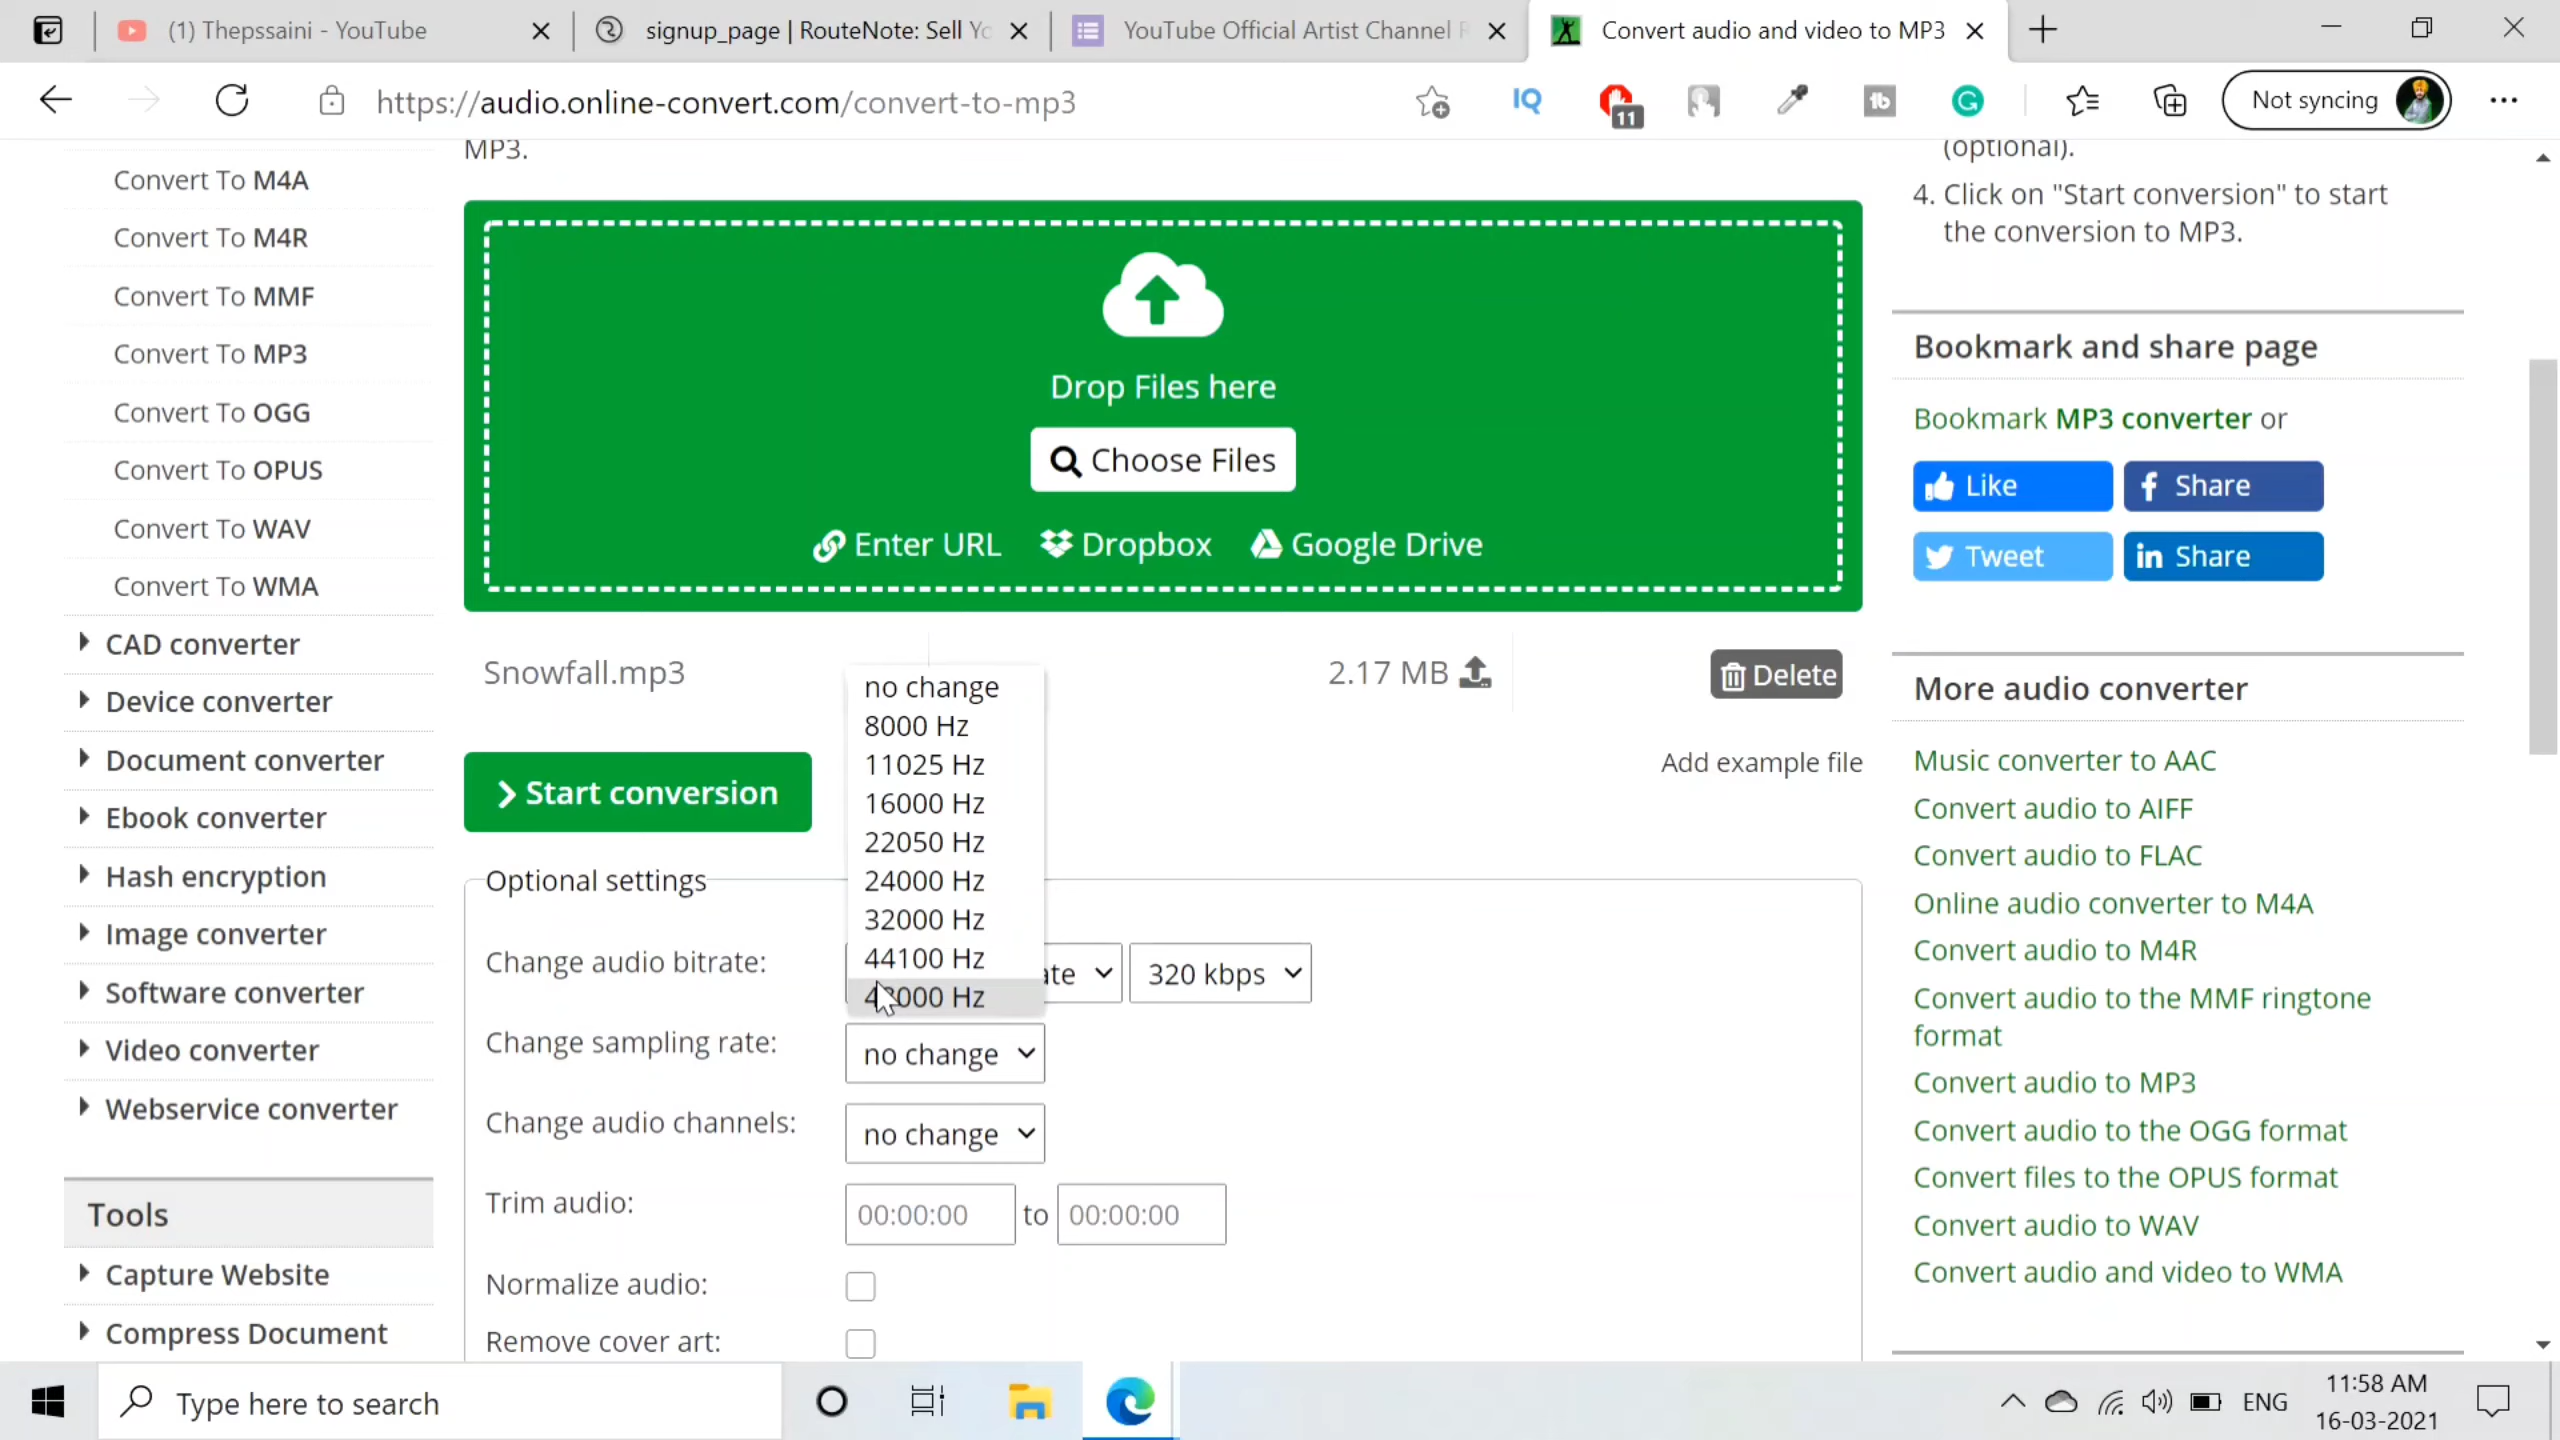 (1) Thepssaini - YouTube
signup_page | RouteNote: Sell Yo
YouTube Official Artist Channel R
Convert audio and video to MP3
https://audio.online-convert.com/convert-to-mp3
IQ
11
tb
G
Not syncing
Convert To M4A
Convert To M4R
Convert To MMF
Convert To MP3
Convert To OGG
Convert To OPUS
Convert To WAV
Convert To WMA
CAD converter
Device converter
Document converter
Ebook converter
Hash encryption
Image converter
Software converter
Video converter
Webservice converter
Tools
Capture Website
Compress Document
MP3.
Drop Files here
Choose Files
Enter URL
Dropbox
Google Drive
Snowfall.mp3
2.17 MB
Delete
Start conversion
Add example file
no change
8000 Hz
11025 Hz
16000 Hz
22050 Hz
24000 Hz
32000 Hz
44100 Hz
48000 Hz
Optional settings
Change audio bitrate:
320 kbps
Change sampling rate:
no change
Change audio channels:
no change
Trim audio:
00:00:00 to 00:00:00
Normalize audio:
Remove cover art:
(optional).
4. Click on "Start conversion" to start
the conversion to MP3.
Bookmark and share page
Bookmark MP3 converter or
Like
Share
Tweet
Share
More audio converter
Music converter to AAC
Convert audio to AIFF
Convert audio to FLAC
Online audio converter to M4A
Convert audio to M4R
Convert audio to the MMF ringtone
format
Convert audio to MP3
Convert audio to the OGG format
Convert files to the OPUS format
Convert audio to WAV
Convert audio and video to WMA
Type here to search
ENG
11:58 AM
16-03-2021